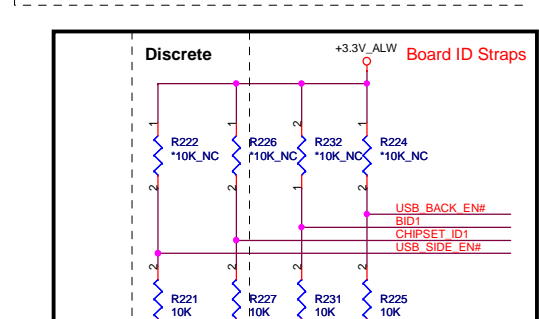 Discrete +3.3V_ALW Board ID Straps
1 1 2 1
R222 R226 R232 R224
*10K_NC *10K_NC *10K_NC *10K_NC
2 2 1 2
USB_BACK_EN#
BID1
CHIPSET_ID1
USB_SIDE_EN#
2 2 2 2
R221 R227 R231 R225
10K 10K 10K 10K